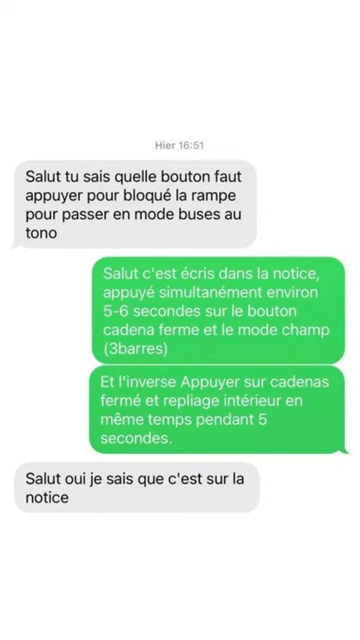 Hier 16:51
Salut tu sais quelle bouton faut
appuyer pour bloqué la rampe
pour passer en mode buses au
tono
Salut c'est écris dans la notice,
appuyé simultanément environ
5-6 secondes sur le bouton
cadena ferme et le mode champ
(3barres)
Et l'inverse Appuyer sur cadenas
fermé et repliage intérieur en
même temps pendant 5
secondes.
Salut oui je sais que c'est sur la
notice